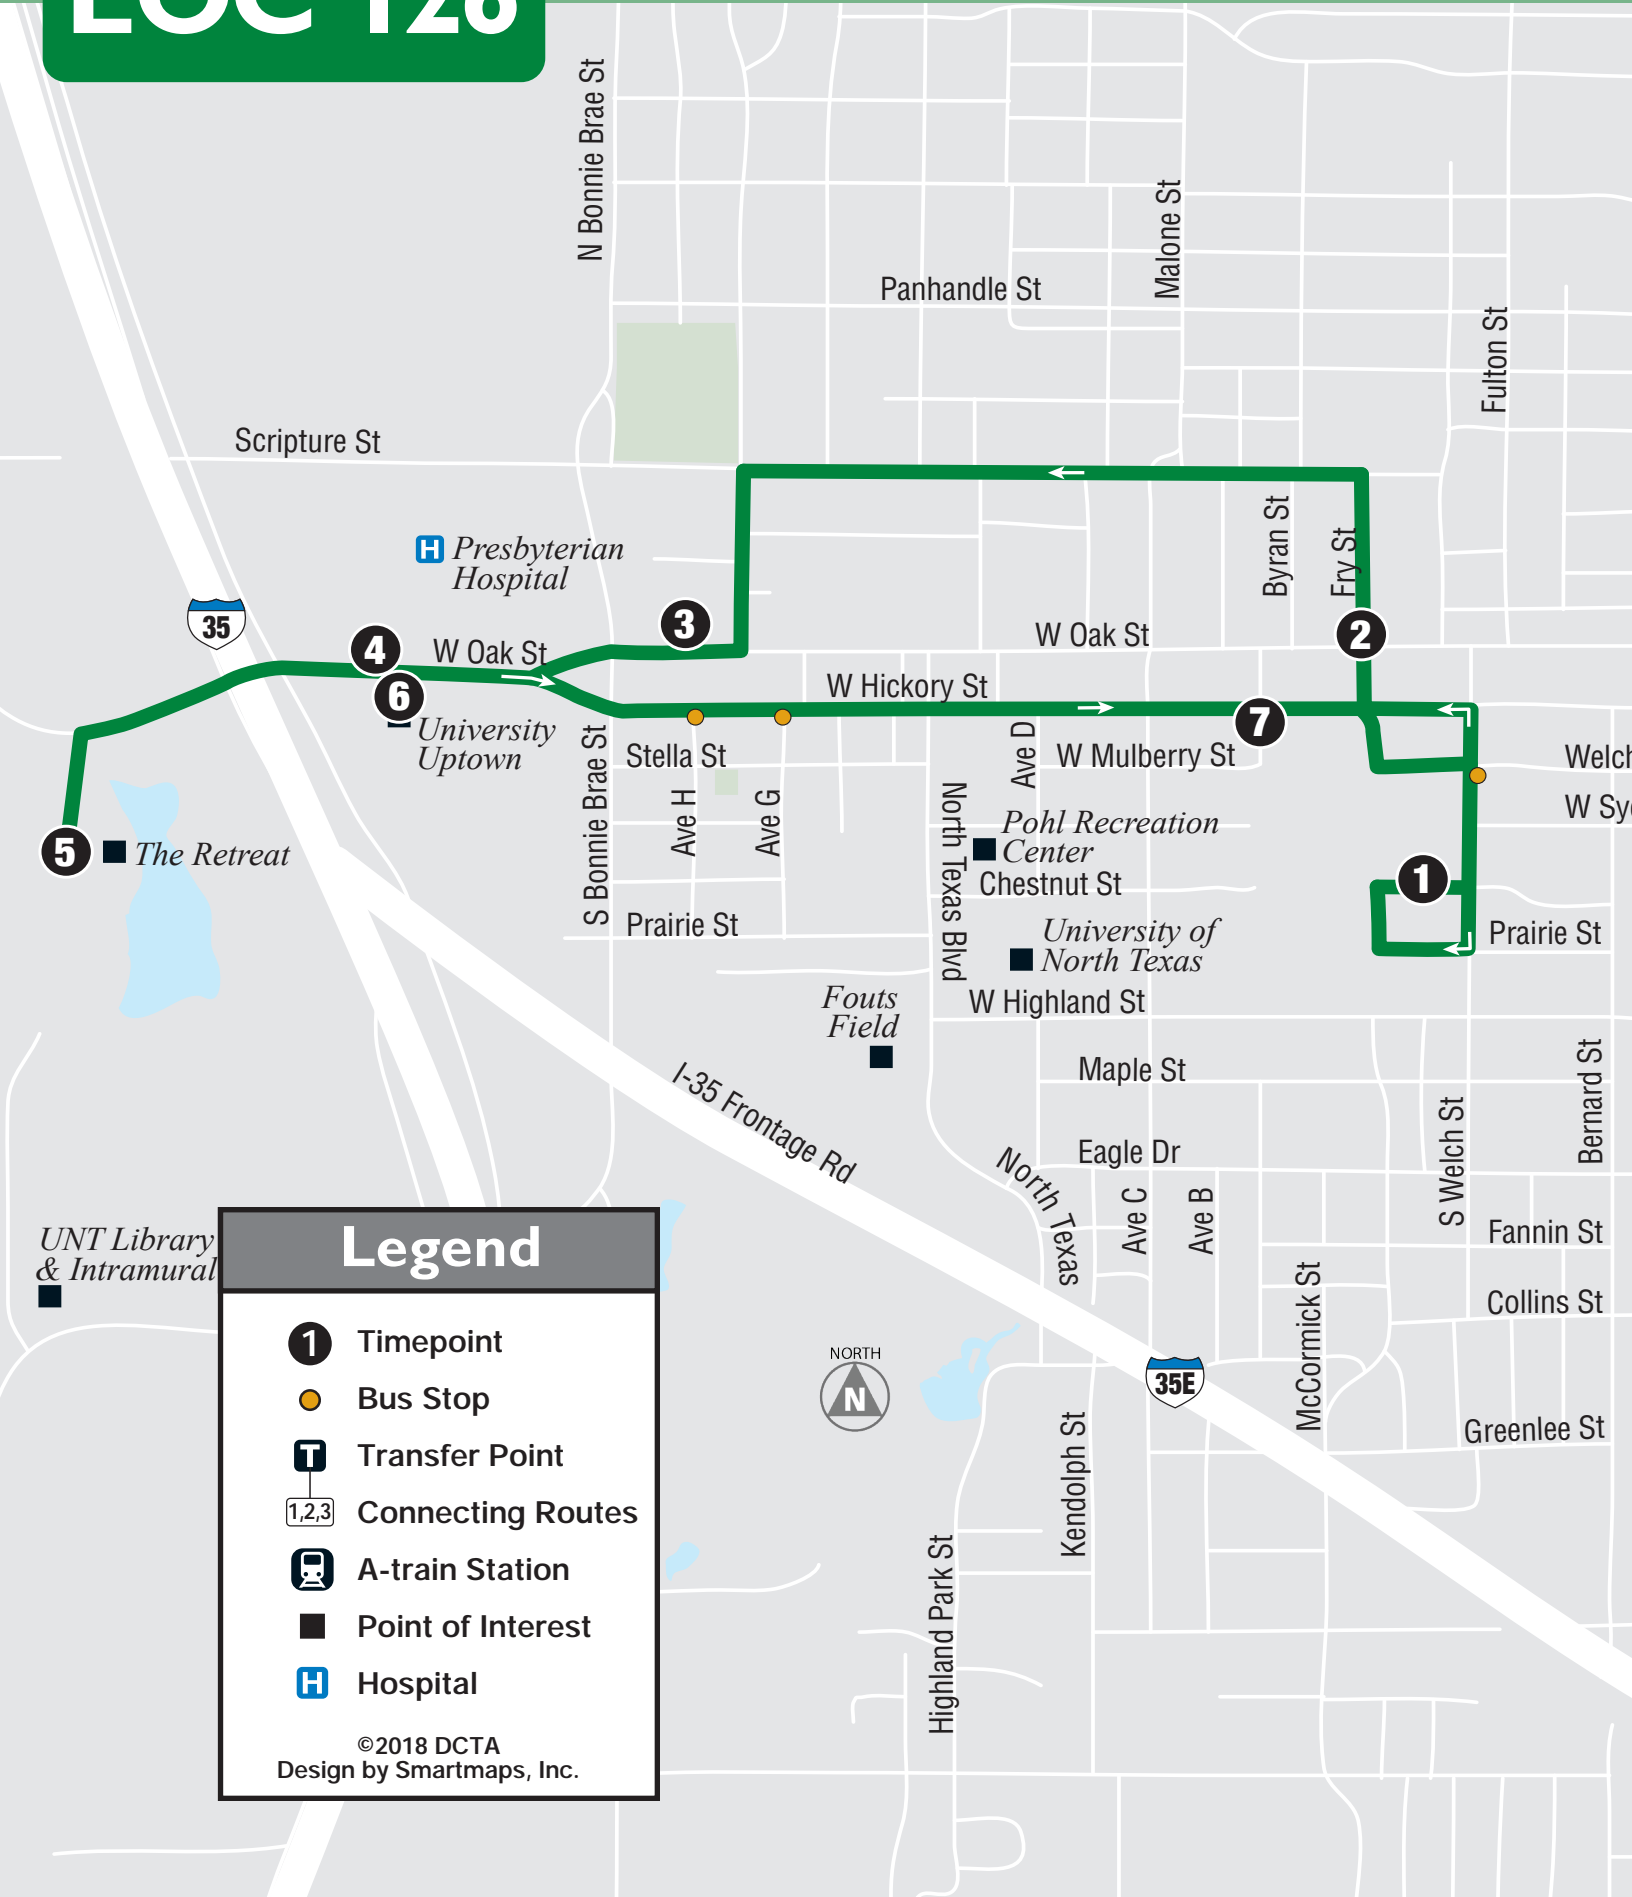 N Bonnie Brae St
Malone St
Panhandle St
Fulton St
Scripture St
Byran St
Fry St
H
Presbyterian
Hospital
35
3
2
4
W Oak St
W Oak St
6
W Hickory St
7
University
Uptown
Stella St
Ave D
W Mulberry St
S Bonnie Brae St
Ave H
Ave G
North Texas Blvd
W Sy
Pohl Recreation
Center
5
The Retreat
Chestnut St
1
Prairie St
University of
North Texas
Prairie St
Fouts
Field
W Highland St
I-35 Frontage Rd
Maple St
Bernard St
S Welch St
Eagle Dr
North Texas
Ave C
Ave B
UNT Library
& Intramural
Fannin St
Collins St
McCormick St
NORTH
N
35E
Kendolph St
Greenlee St
Highland Park St
Legend
1 Timepoint
Bus Stop
T Transfer Point
1,2,3 Connecting Routes
A-train Station
Point of Interest
H Hospital
©2018 DCTA
Design by Smartmaps, Inc.